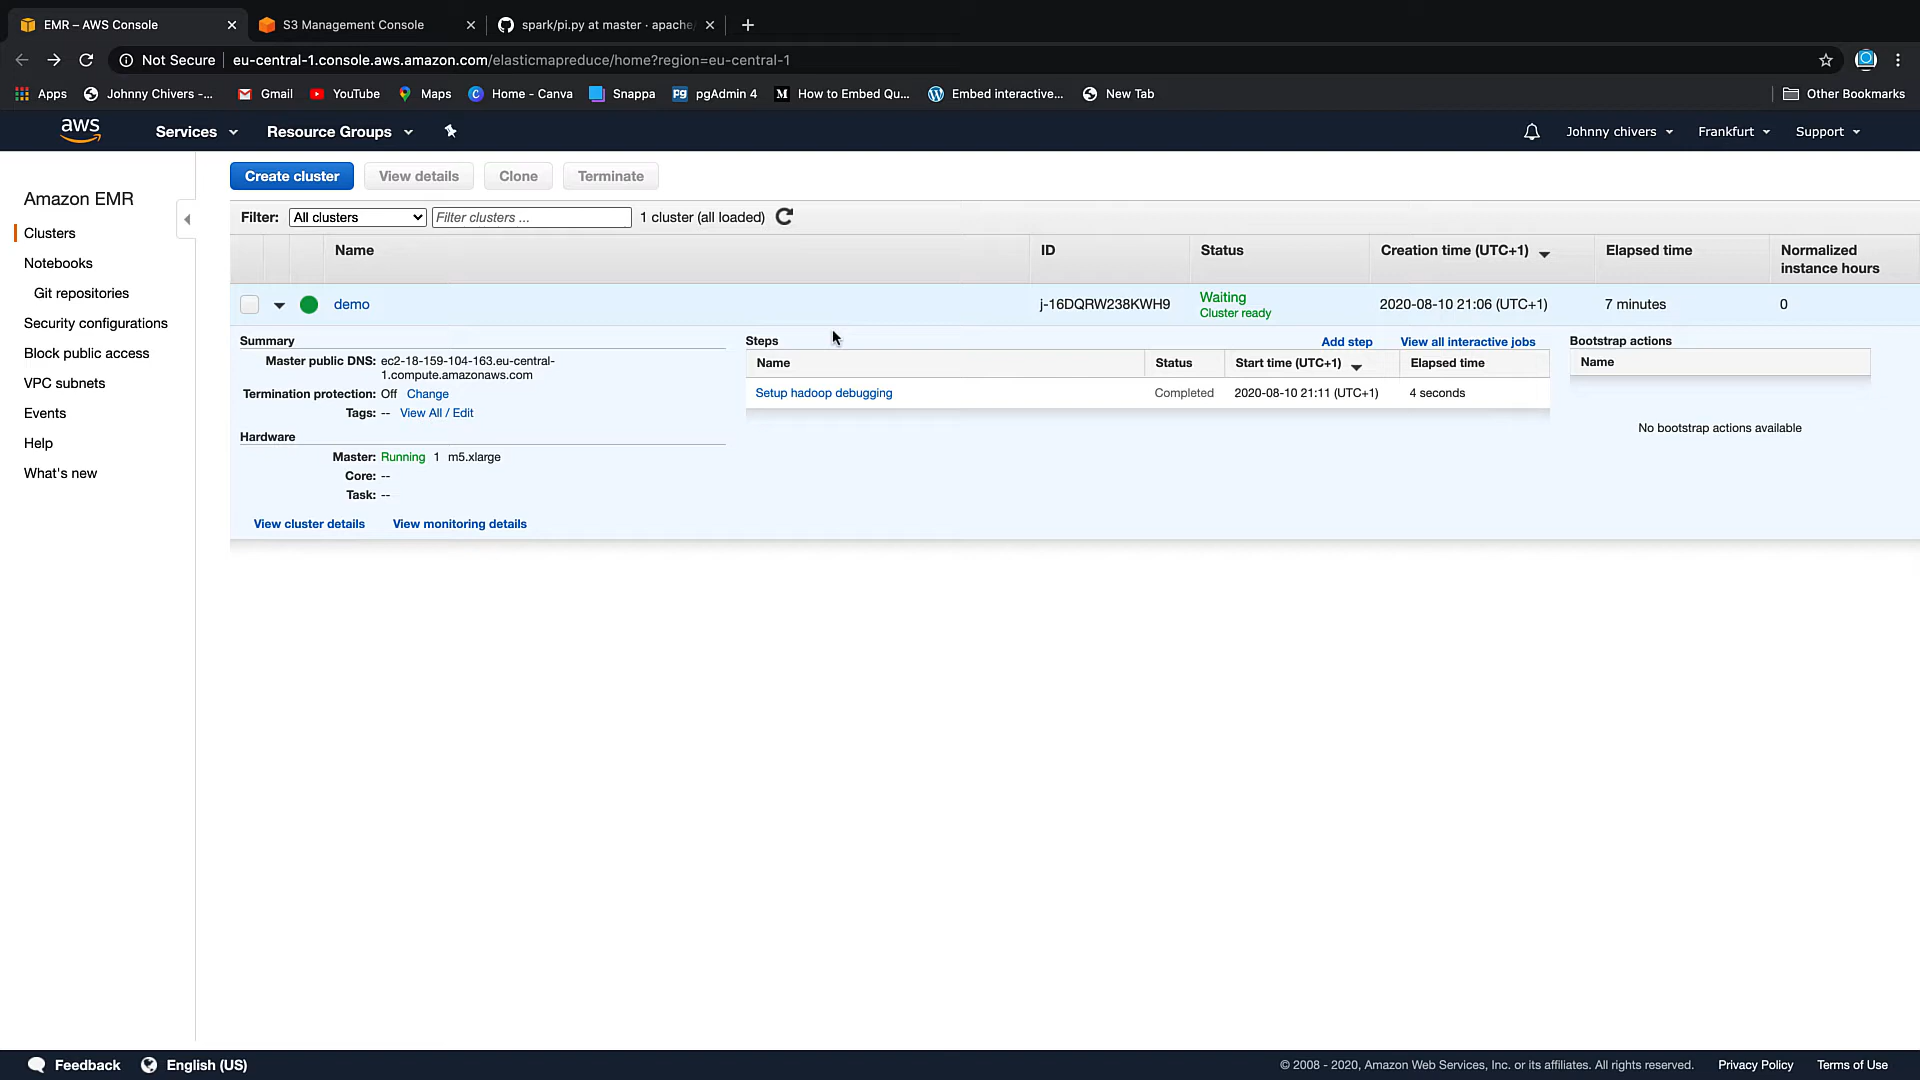 EMR – AWS Console
S3 Management Console
spark/pi.py at master · apache/
Not Secure
eu-central-1.console.aws.amazon.com/elasticmapreduce/home?region=eu-central-1
Apps
Johnny Chivers -...
Gmail
YouTube
Maps
Home - Canva
Snappa
pgAdmin 4
How to Embed Qu...
Embed interactive...
New Tab
Other Bookmarks
aws
Services
Resource Groups
Johnny chivers
Frankfurt
Support
Amazon EMR
Clusters
Notebooks
Git repositories
Security configurations
Block public access
VPC subnets
Events
Help
What's new
Create cluster
View details
Clone
Terminate
Filter:
All clusters
Filter clusters ...
1 cluster (all loaded)
Name
ID
Status
Creation time (UTC+1)
Elapsed time
Normalized
instance hours
demo
j-16DQRW238KWH9
Waiting
Cluster ready
2020-08-10 21:06 (UTC+1)
7 minutes
0
Summary
Master public DNS: ec2-18-159-104-163.eu-central-
1.compute.amazonaws.com
Termination protection: Off Change
Tags: -- View All / Edit
Hardware
Master: Running 1 m5.xlarge
Core: --
Task: --
View cluster details
View monitoring details
Steps
Add step
View all interactive jobs
Name
Status
Start time (UTC+1)
Elapsed time
Setup hadoop debugging
Completed
2020-08-10 21:11 (UTC+1)
4 seconds
Bootstrap actions
Name
No bootstrap actions available
Feedback
English (US)
© 2008 - 2020, Amazon Web Services, Inc. or its affiliates. All rights reserved.
Privacy Policy
Terms of Use